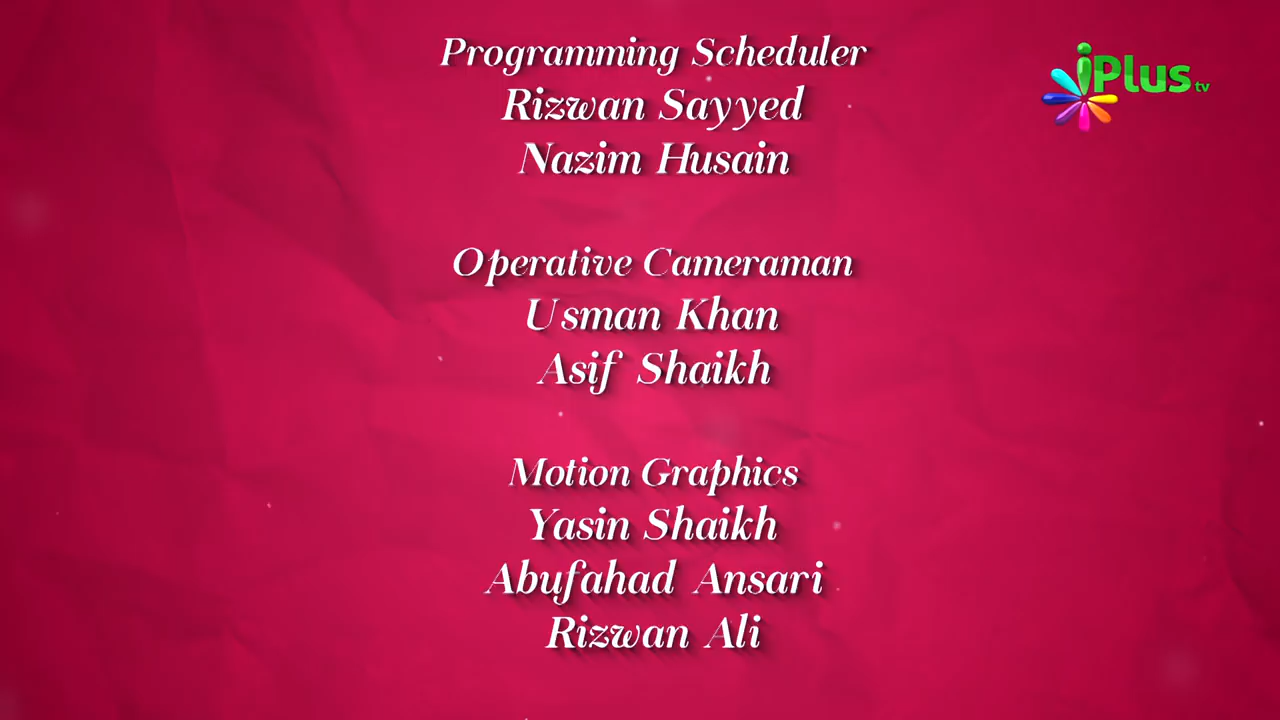 Programming Scheduler
Rizwan Sayyed
Nazim Husain
Operative Cameraman
Usman Khan
Asif Shaikh
Motion Graphics
Yasin Shaikh
Abufahad Ansari
Rizwan Ali
iPlus tv